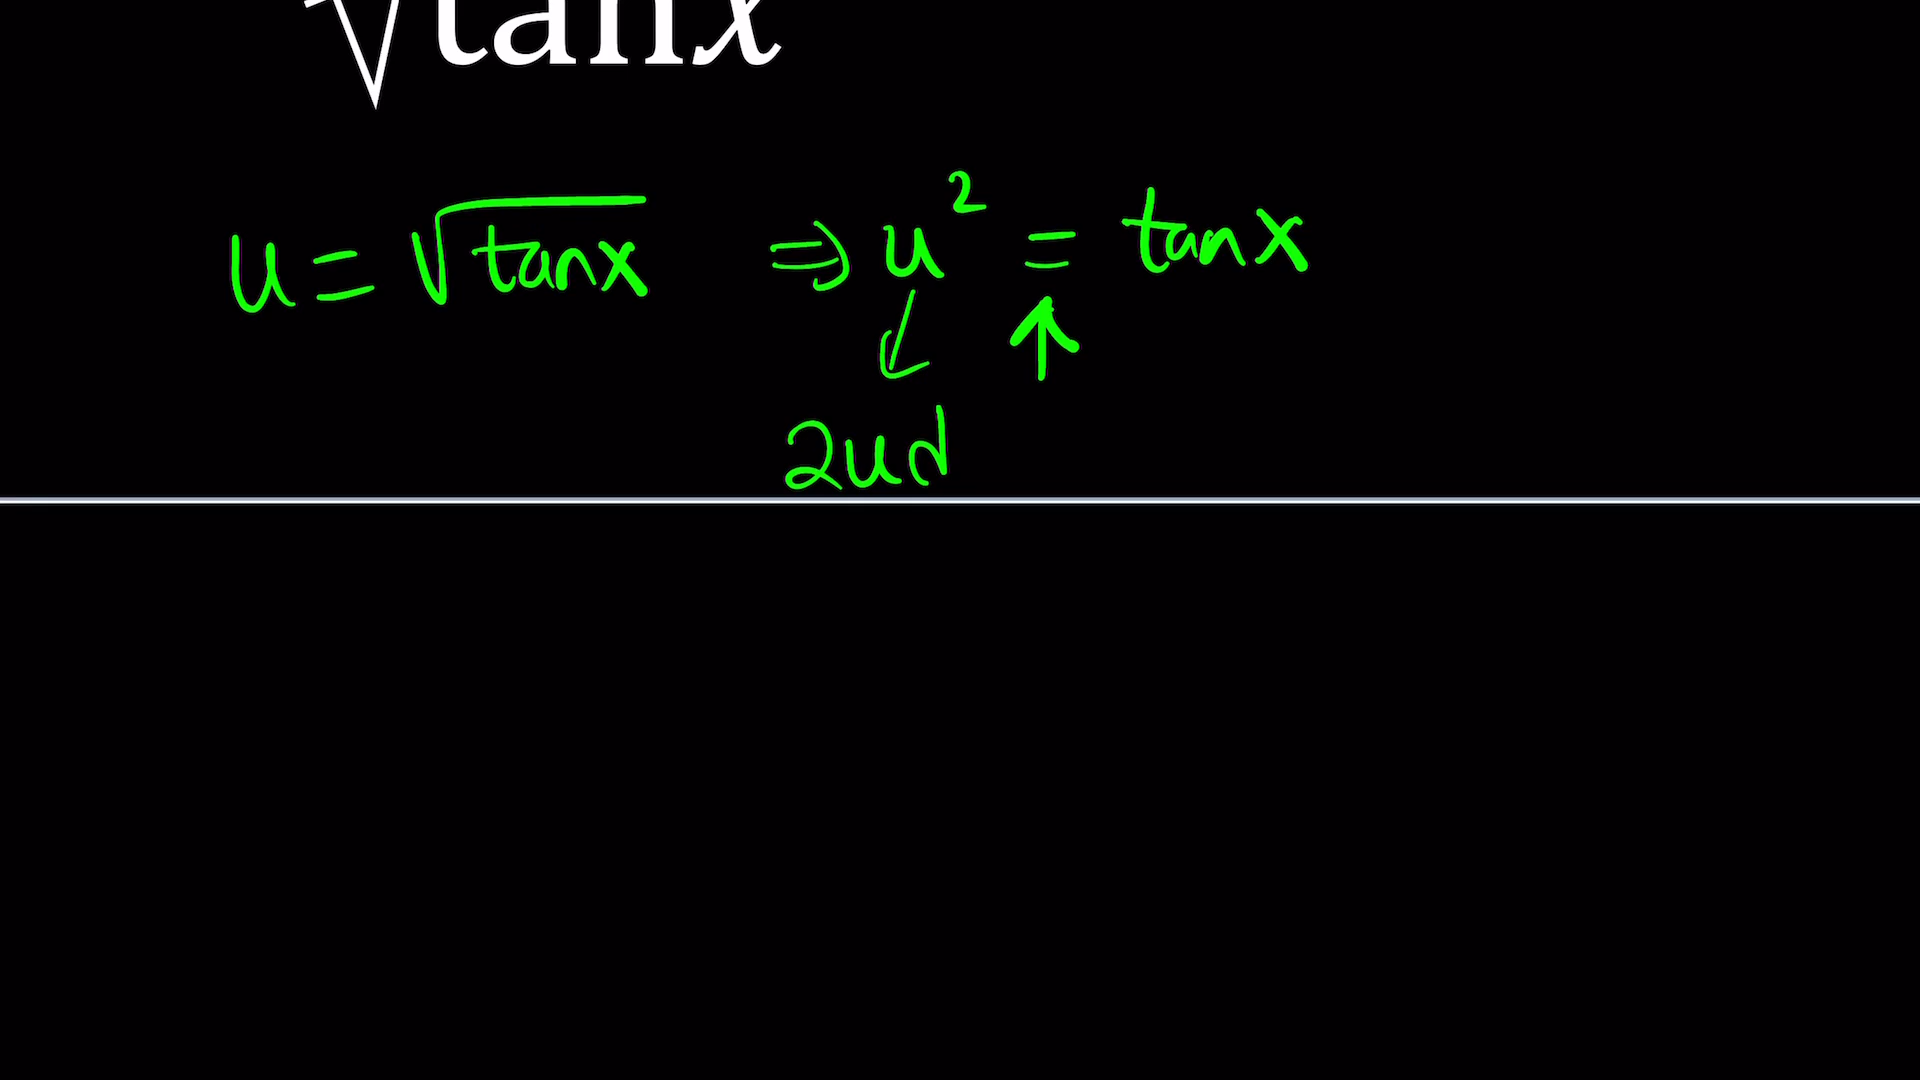 √tanx
u = √tanx ⇒ u² = tanx
2ud